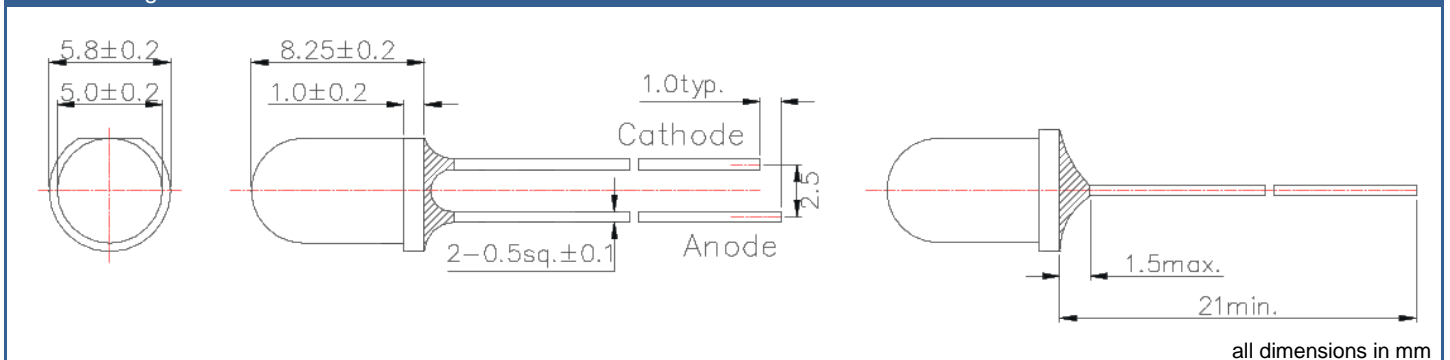 5.8±0.2
8.25±0.2
5.0±0.2
1.0±0.2
1.0typ.
Cathode
2.5
2-0.5sq.±0.1
Anode
1.5max.
21min.
all dimensions in mm